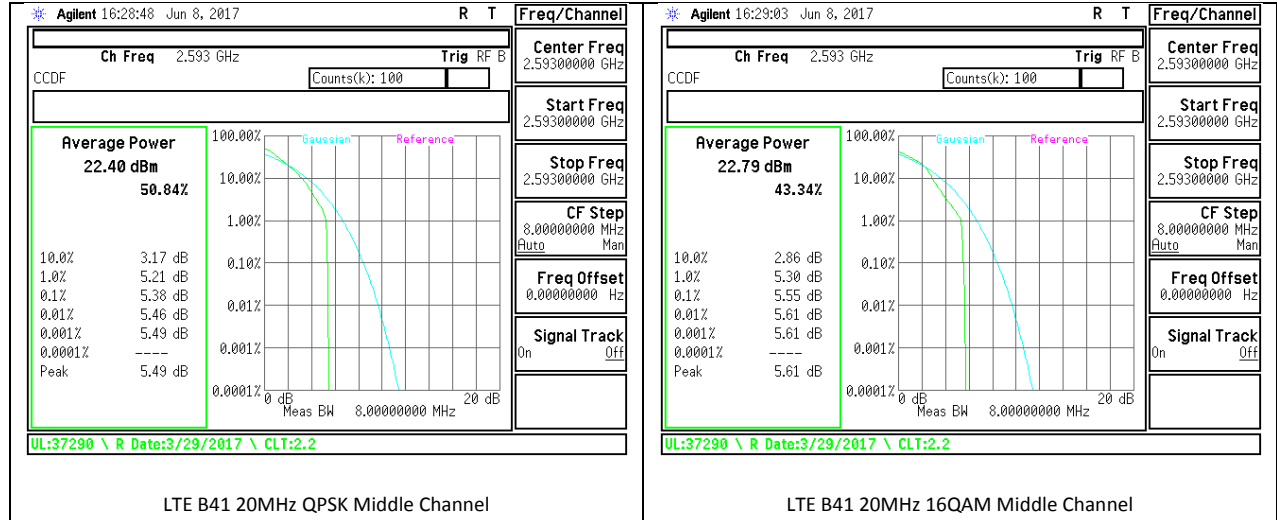 Agilent 16:28:48 Jun 8, 2017 R T Freq/Channel
Ch Freq 2.593 GHz Trig RF B
CCDF Counts(k): 100
Average Power
22.40 dBm
50.84%
10.0% 3.17 dB
1.0% 5.21 dB
0.1% 5.38 dB
0.01% 5.46 dB
0.001% 5.49 dB
0.0001% ----
Peak 5.49 dB
Gaussian Reference
100.00%
10.00%
1.00%
0.10%
0.01%
0.001%
0.0001%
0 dB 20 dB
Meas BW 8.000000000 MHz
Center Freq
2.59300000 GHz
Start Freq
2.59300000 GHz
Stop Freq
2.59300000 GHz
CF Step
8.00000000 MHz
Auto Man
Freq Offset
0.00000000 Hz
Signal Track
On Off
UL:37290 \ R Date:3/29/2017 \ CLT:2.2
LTE B41 20MHz QPSK Middle Channel
Agilent 16:29:03 Jun 8, 2017 R T Freq/Channel
Ch Freq 2.593 GHz Trig RF B
CCDF Counts(k): 100
Average Power
22.79 dBm
43.34%
10.0% 2.86 dB
1.0% 5.30 dB
0.1% 5.55 dB
0.01% 5.61 dB
0.001% 5.61 dB
0.0001% ----
Peak 5.61 dB
Gaussian Reference
100.00%
10.00%
1.00%
0.10%
0.01%
0.001%
0.0001%
0 dB 20 dB
Meas BW 8.000000000 MHz
Center Freq
2.59300000 GHz
Start Freq
2.59300000 GHz
Stop Freq
2.59300000 GHz
CF Step
8.00000000 MHz
Auto Man
Freq Offset
0.00000000 Hz
Signal Track
On Off
UL:37290 \ R Date:3/29/2017 \ CLT:2.2
LTE B41 20MHz 16QAM Middle Channel